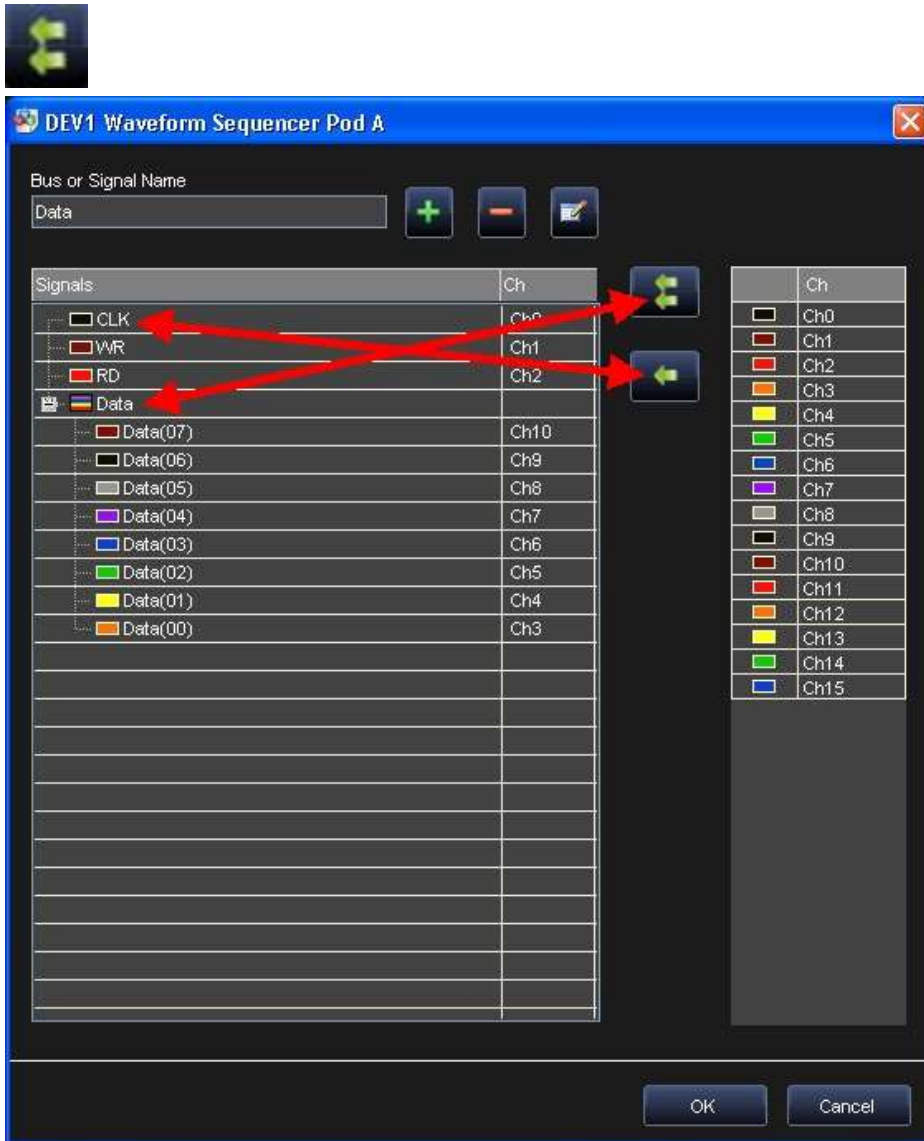 DEV1 Waveform Sequencer Pod A
Bus or Signal Name
Data
Signals Ch
CLK Ch0
WR Ch1
RD Ch2
Data
Data(07) Ch10
Data(06) Ch9
Data(05) Ch8
Data(04) Ch7
Data(03) Ch6
Data(02) Ch5
Data(01) Ch4
Data(00) Ch3
Ch
Ch0
Ch1
Ch2
Ch3
Ch4
Ch5
Ch6
Ch7
Ch8
Ch9
Ch10
Ch11
Ch12
Ch13
Ch14
Ch15
OK Cancel